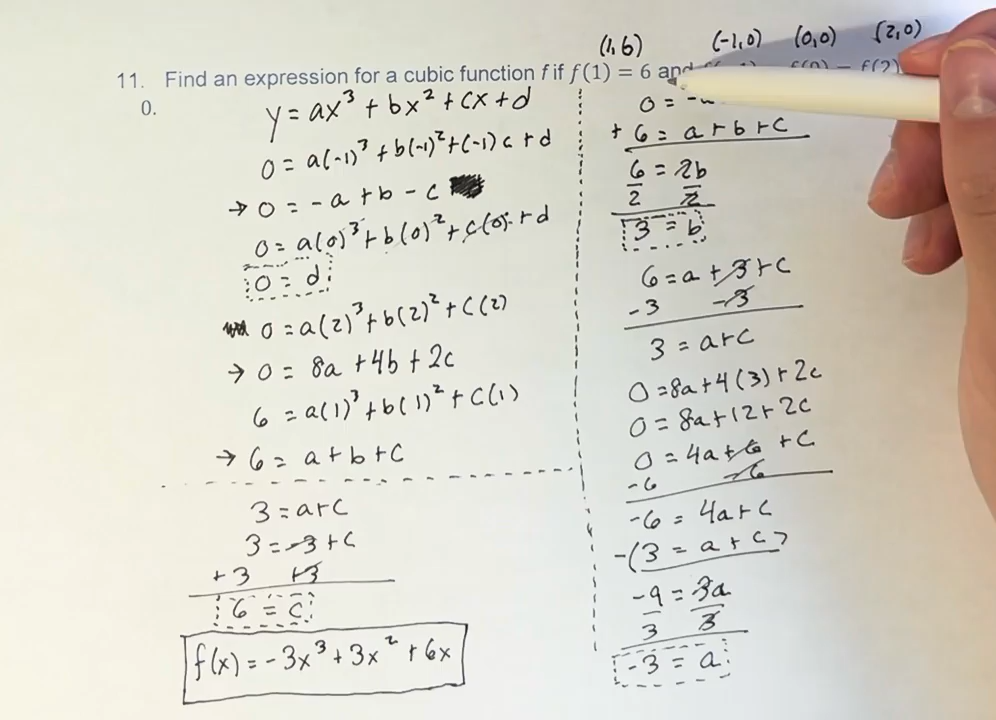 (1,6) (-1,0) (0,0) (2,0)
11. Find an expression for a cubic function f if f(1) = 6 and
0.
y = ax³ + bx² + cx + d
0 = a(-1)³ + b(-1)² + (-1)c + d
→ 0 = -a + b - c
0 = a(0)³ + b(0)² + c(0) + d
0 = d
0 = a(2)³ + b(2)² + c(2)
→ 0 = 8a + 4b + 2c
6 = a(1)³ + b(1)² + c(1)
→ 6 = a + b + c
3 = a + c
3 = -3 + c
+3 +3
6 = c
f(x) = -3x³ + 3x² + 6x
0 =
+ 6 = a + b + c
6 = 2b
2 2
3 = b
6 = a + 3 + c
-3 -3
3 = a + c
0 = 8a + 4(3) + 2c
0 = 8a + 12 + 2c
0 = 4a + 6 + c
-6 -6
-6 = 4a + c
-(3 = a + c)
-9 = 3a
3 3
-3 = a